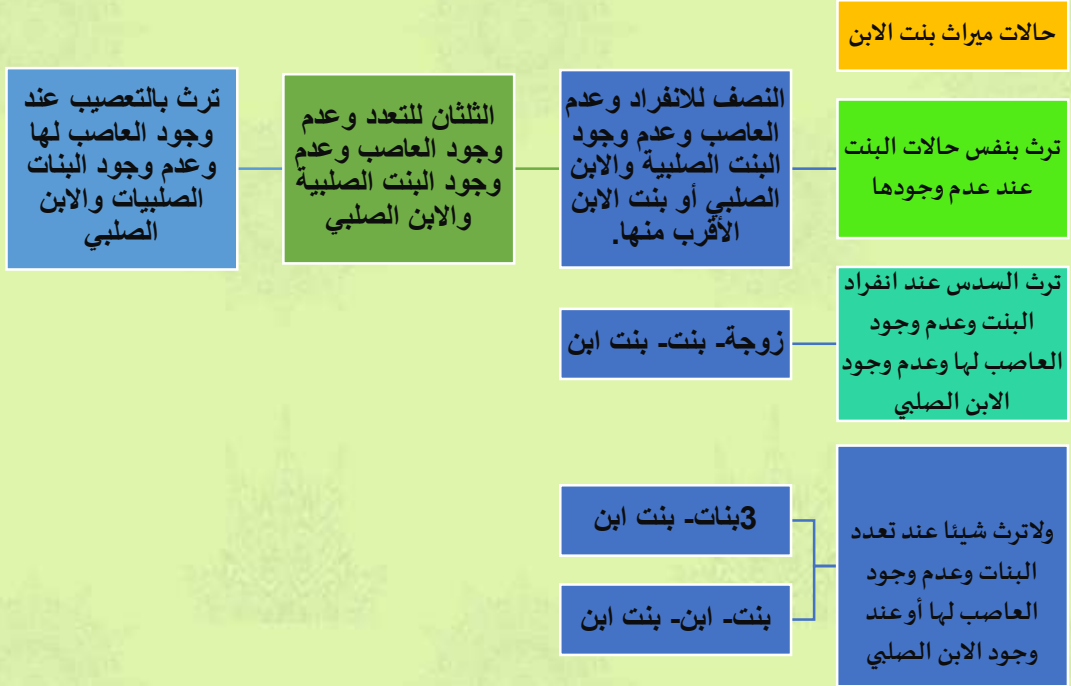 حالات ميراث بنت الابن
ترث بنفس حالات البنت
عند عدم وجودها
النصف للانفراد وعدم
العاصب وعدم وجود
البنت الصلبية والابن
الصلبي أو بنت الابن
الأقرب منها.
الثلثان للتعدد وعدم
وجود العاصب وعدم
وجود البنت الصلبية
والابن الصلبي
ترث بالتعصيب عند
وجود العاصب لها
وعدم وجود البنات
الصلبيات والابن
الصلبي
ترث السدس عند انفراد
البنت وعدم وجود
العاصب لها وعدم وجود
الابن الصلبي
زوجة- بنت- بنت ابن
ولاترث شيئا عند تعدد
البنات وعدم وجود
العاصب لها أوعند
وجود الابن الصلبي
3بنات- بنت ابن
بنت- ابن- بنت ابن